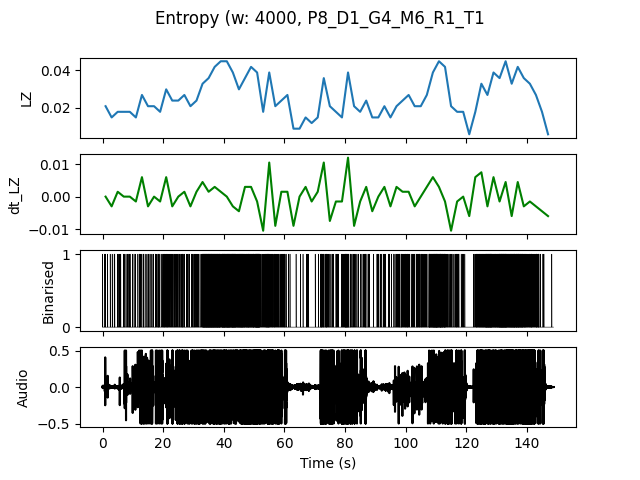 Entropy (w: 4000, P8_D1_G4_M6_R1_T1
0.04
0.02
LZ
0.01
0.00
−0.01
dt_LZ
1
0
Binarised
0.5
0.0
−0.5
Audio
0 20 40 60 80 100 120 140
Time (s)